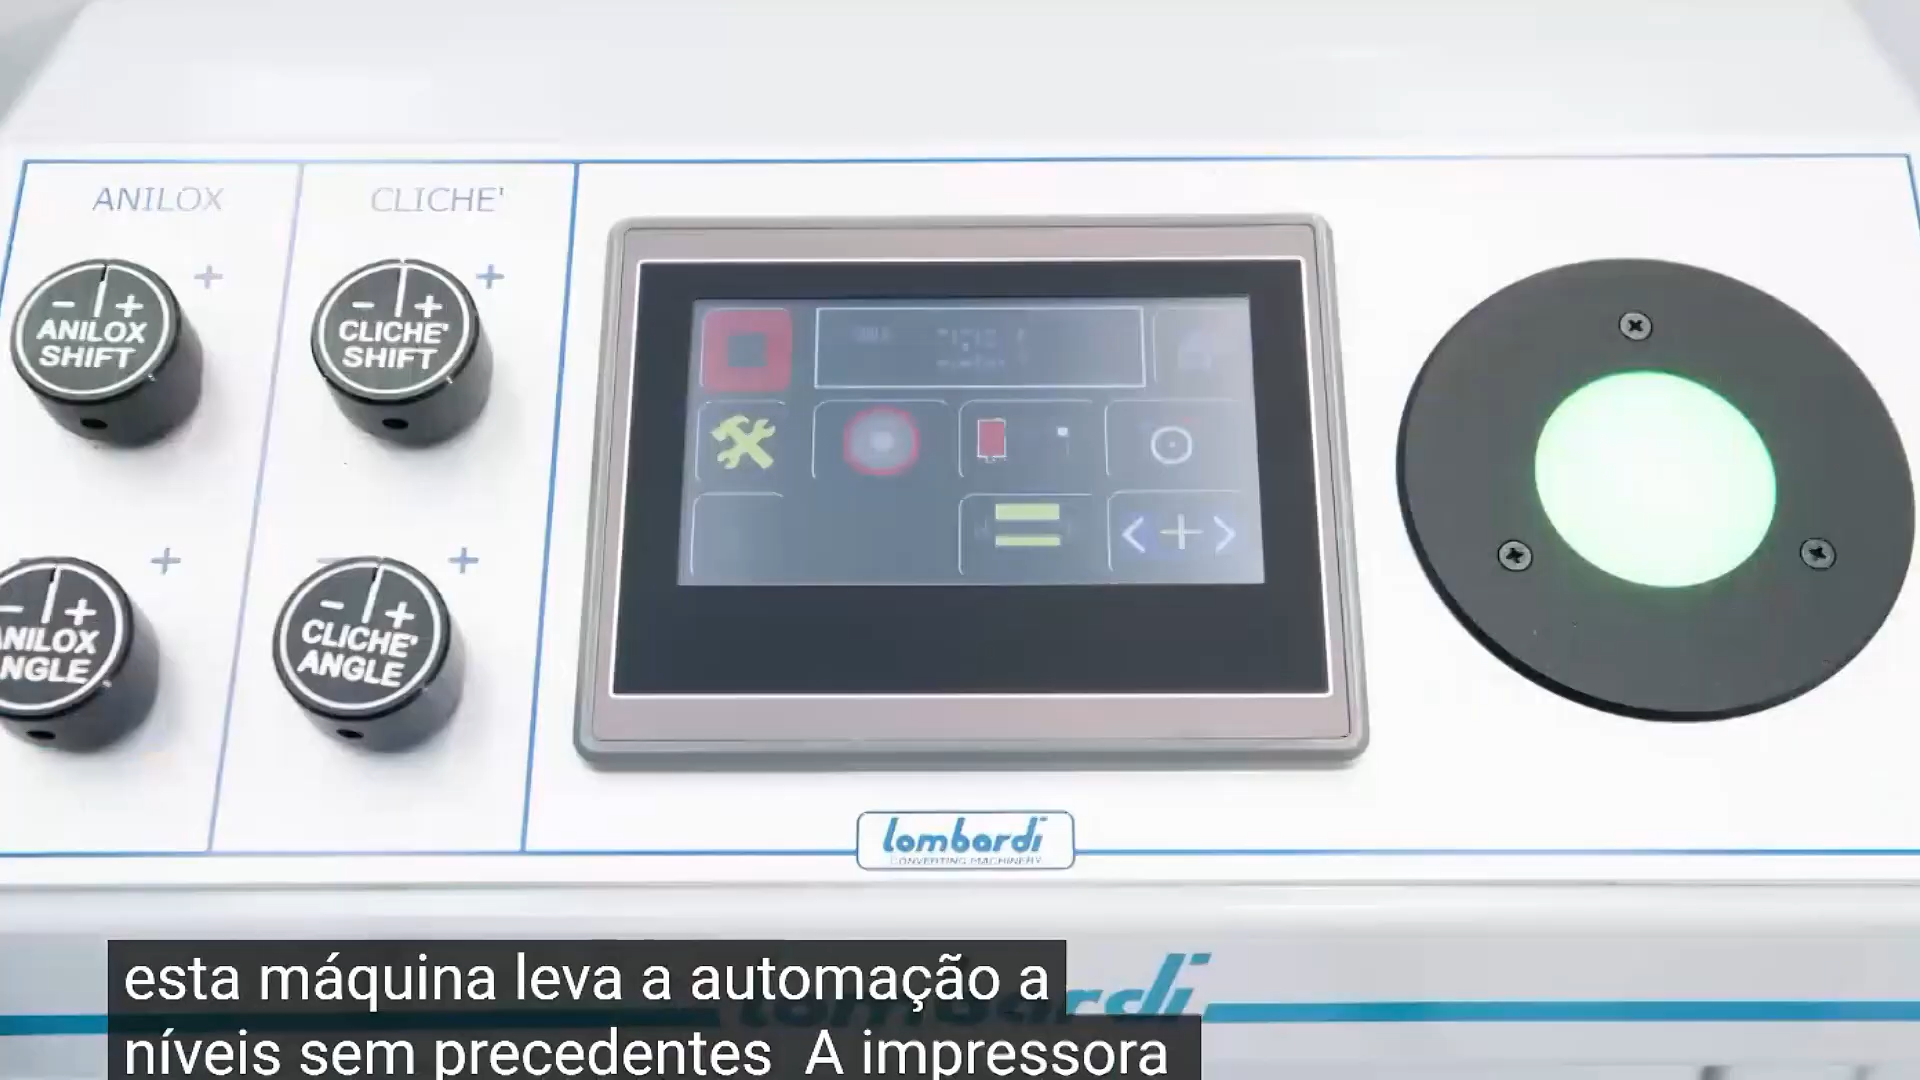 ANILOX
CLICHE'
+
+
- +
ANILOX
SHIFT
- +
CLICHE'
SHIFT
+
- +
- +
NILOX
NGLE
- +
CLICHE'
ANGLE
< + >
lombardi
CONVERTING MACHINERY
esta máquina leva a automação a
níveis sem precedentes A impressora